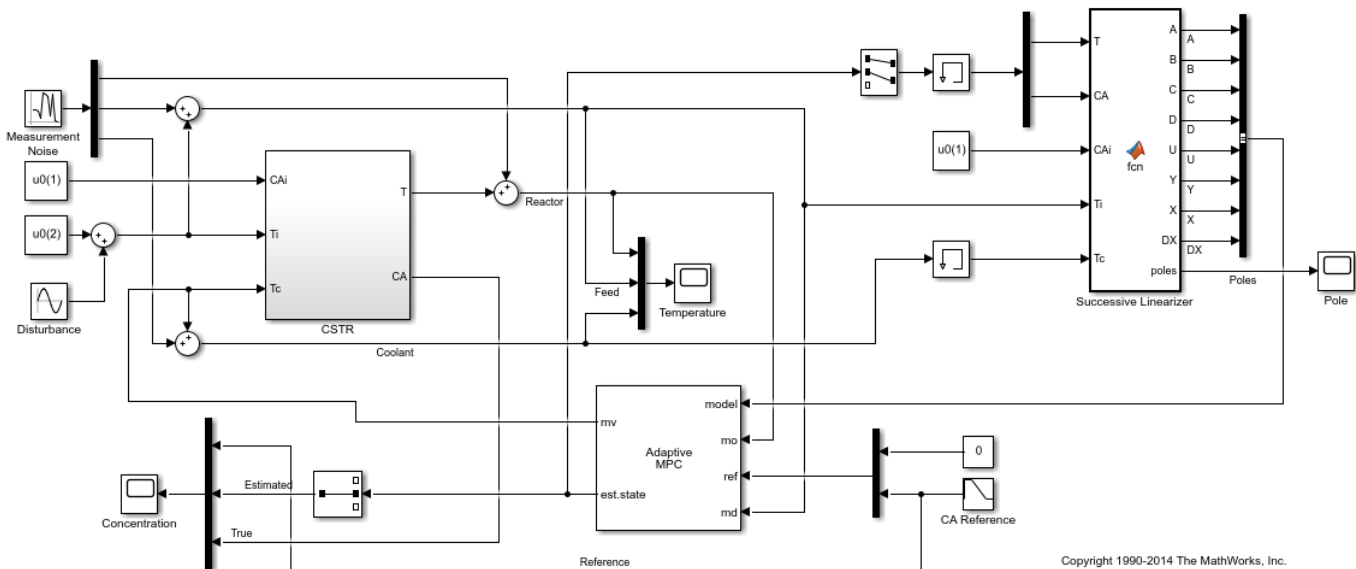 Measurement
Noise
u0(1)
u0(2)
Disturbance
CAi
Ti
Tc
T
CA
CSTR
Reactor
Feed
Temperature
Coolant
u0(1)
T
CA
CAi
Ti
Tc
fcn
A
B
C
D
U
Y
X
DX
poles
A
B
C
D
U
Y
X
DX
Successive Linearizer
Poles
Pole
mv
est.state
Adaptive
MPC
model
mo
ref
md
0
CA Reference
Concentration
Estimated
True
Reference
Copyright 1990-2014 The MathWorks, Inc.